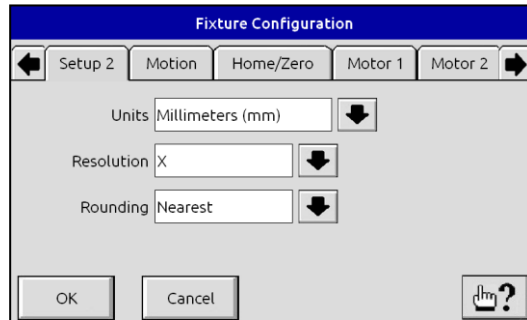 Fixture Configuration
Setup 2 Motion Home/Zero Motor 1 Motor 2
Units Millimeters (mm)
Resolution X
Rounding Nearest
OK Cancel ?